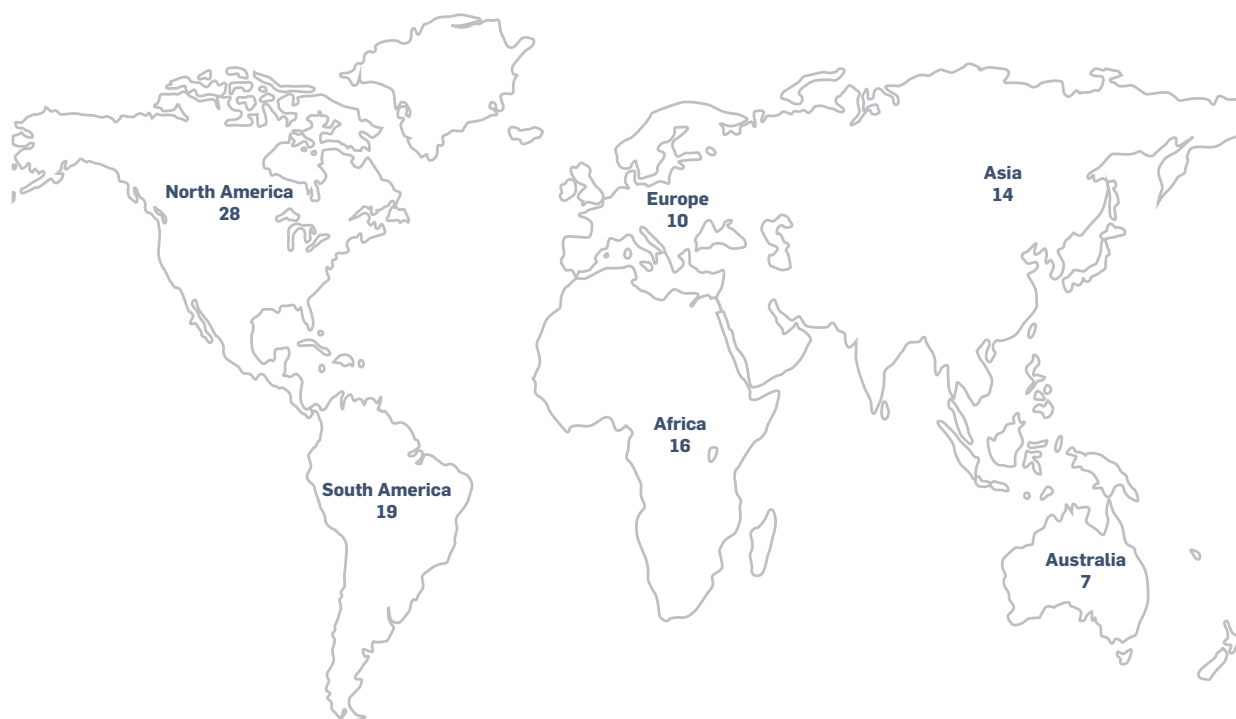 North America
28
Europe
10
Asia
14
Africa
16
South America
19
Australia
7